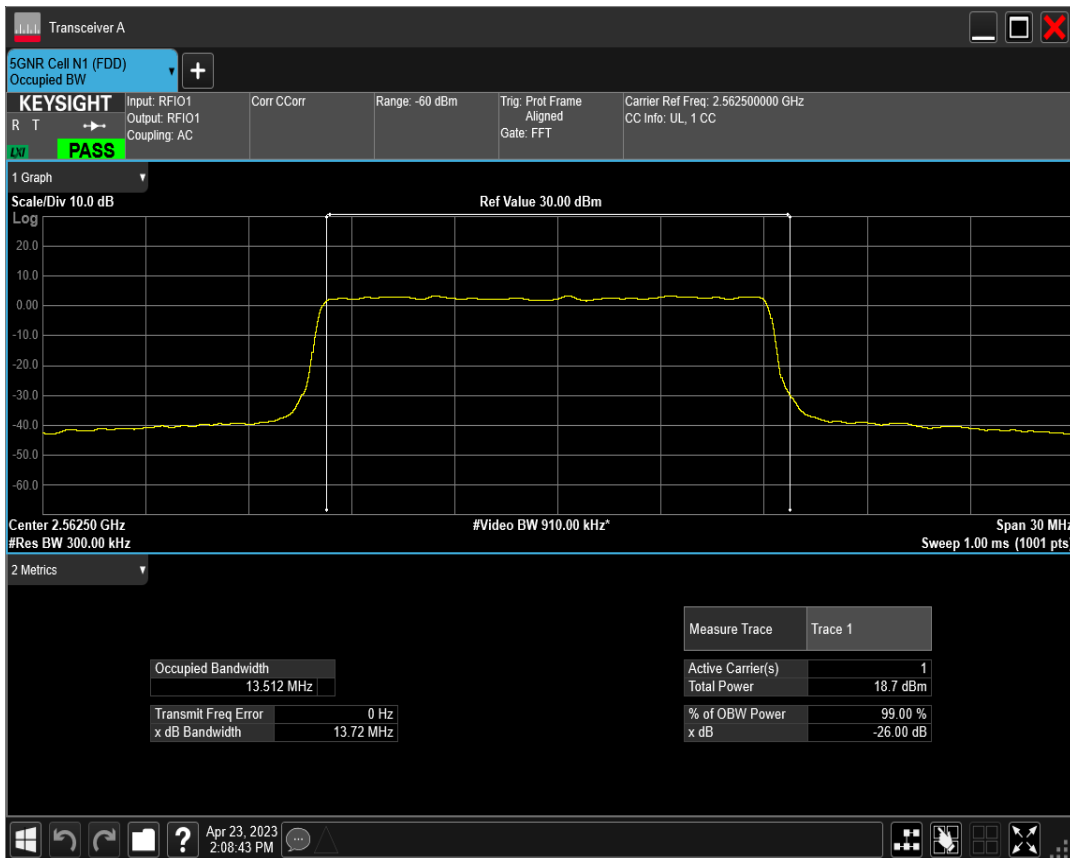 Transceiver A
5GNR Cell N1 (FDD)
Occupied BW
KEYSIGHT
R T
LXI
PASS
Input: RFIO1
Output: RFIO1
Coupling: AC
Corr CCorr
Range: -60 dBm
Trig: Prot Frame
Aligned
Gate: FFT
Carrier Ref Freq: 2.562500000 GHz
CC Info: UL, 1 CC
1 Graph
Scale/Div 10.0 dB
Ref Value 30.00 dBm
Log
20.0
10.0
0.00
-10.0
-20.0
-30.0
-40.0
-50.0
-60.0
Center 2.56250 GHz
#Video BW 910.00 kHz*
Span 30 MHz
#Res BW 300.00 kHz
Sweep 1.00 ms (1001 pts)
2 Metrics
Measure Trace
Trace 1
Occupied Bandwidth
13.512 MHz
Active Carrier(s)
1
Total Power
18.7 dBm
Transmit Freq Error
0 Hz
x dB Bandwidth
13.72 MHz
% of OBW Power
99.00 %
x dB
-26.00 dB
Apr 23, 2023
2:08:43 PM